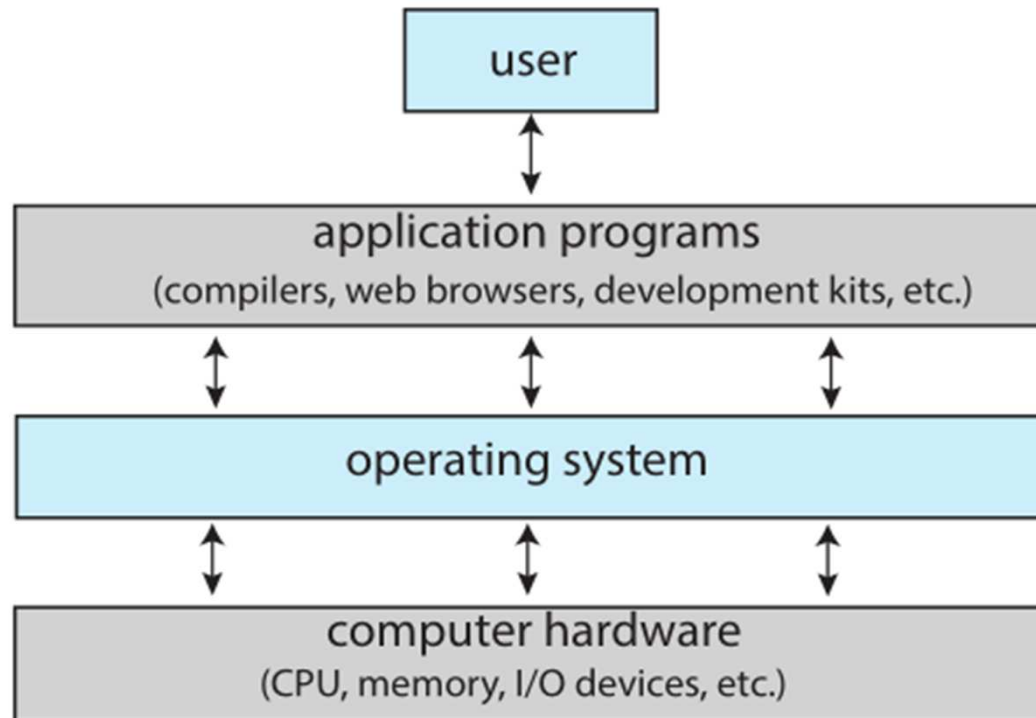 user
application programs
(compilers, web browsers, development kits, etc.)
operating system
computer hardware
(CPU, memory, I/O devices, etc.)